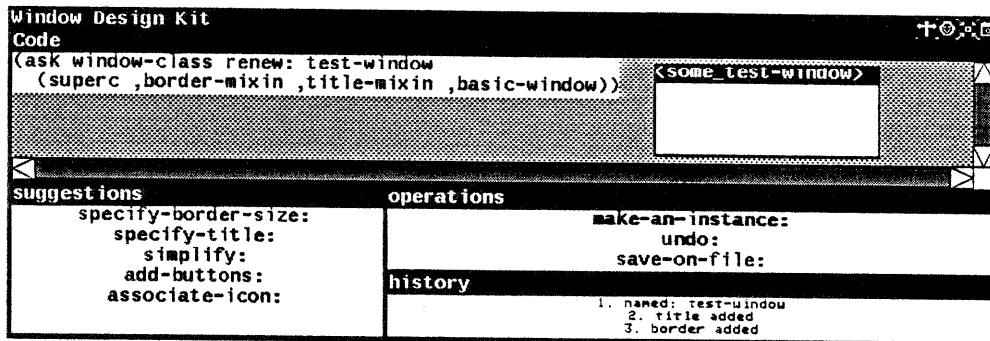 Window Design Kit
Code
(ask window-class renew: test-window
(superc ,border-mixin ,title-mixin ,basic-window))
<some_test-window>
suggestions
specify-border-size:
specify-title:
simplify:
add-buttons:
associate-icon:
operations
make-an-instance:
undo:
save-on-file:
history
1. named: test-window
2. title added
3. border added